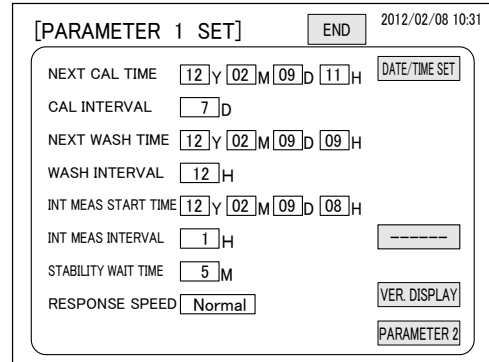 [PARAMETER 1 SET] END 2012/02/08 10:31
NEXT CAL TIME 12 Y 02 M 09 D 11 H DATE/TIME SET
CAL INTERVAL 7 D
NEXT WASH TIME 12 Y 02 M 09 D 09 H
WASH INTERVAL 12 H
INT MEAS START TIME 12 Y 02 M 09 D 08 H
INT MEAS INTERVAL 1 H ------
STABILITY WAIT TIME 5 M
RESPONSE SPEED Normal VER. DISPLAY
PARAMETER 2